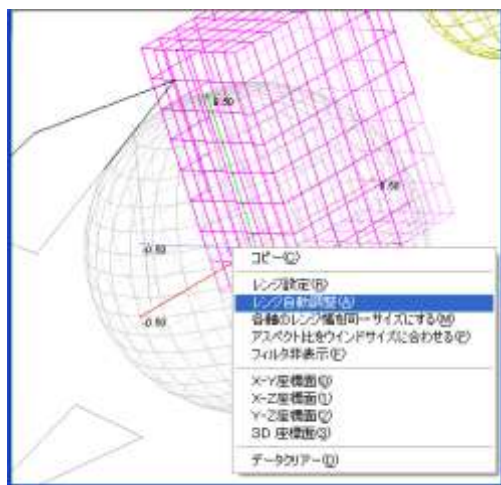 0.50
0.50
-0.50
-0.50
コピー(C)
レンジ設定(R)
レンジ自動調整(A)
各軸のレンジ幅を同一サイズにする(M)
アスペクト比をウインドサイズに合わせる(P)
フィルタ非表示(F)
X-Y座標面(0)
X-Z座標面(1)
Y-Z座標面(2)
3D 座標面(3)
データクリアー(D)